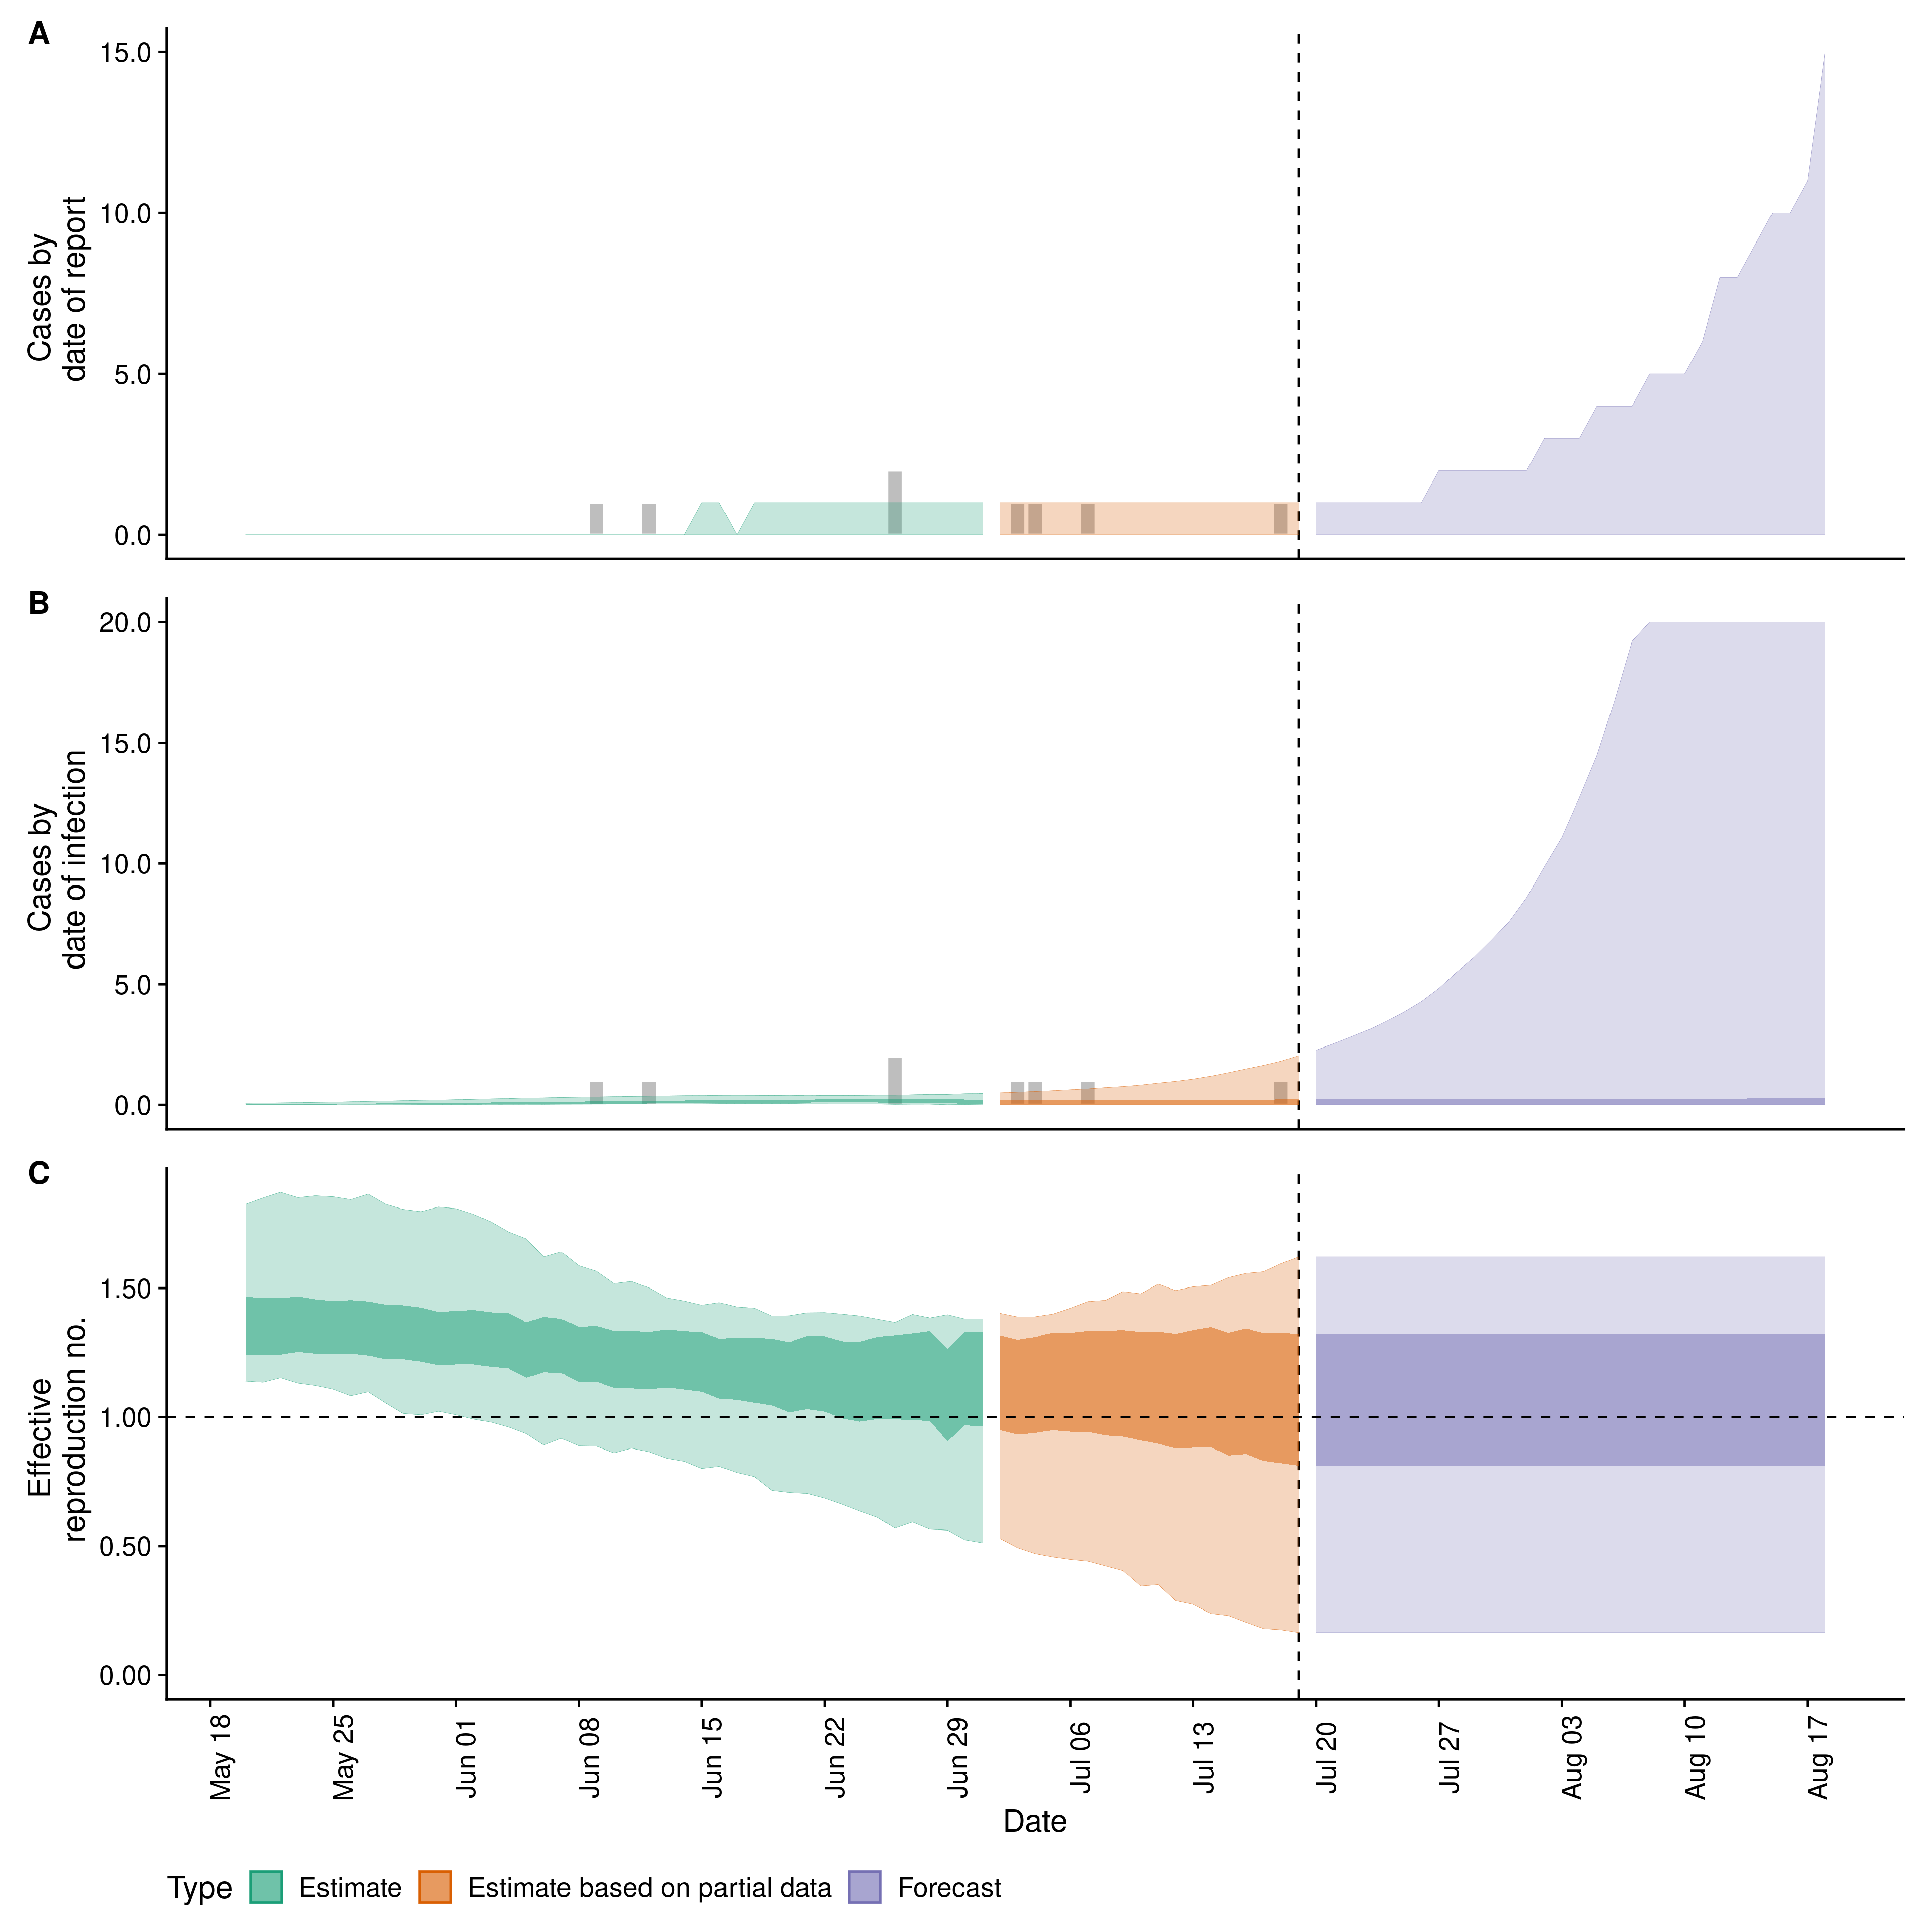 A
15.0
10.0
5.0
0.0
Cases by
date of report
B
20.0
15.0
10.0
5.0
0.0
Cases by
date of infection
C
1.50
1.00
0.50
0.00
Effective
reproduction no.
May 18
May 25
Jun 01
Jun 08
Jun 15
Jun 22
Jun 29
Jul 06
Jul 13
Jul 20
Jul 27
Aug 03
Aug 10
Aug 17
Date
Type Estimate Estimate based on partial data Forecast